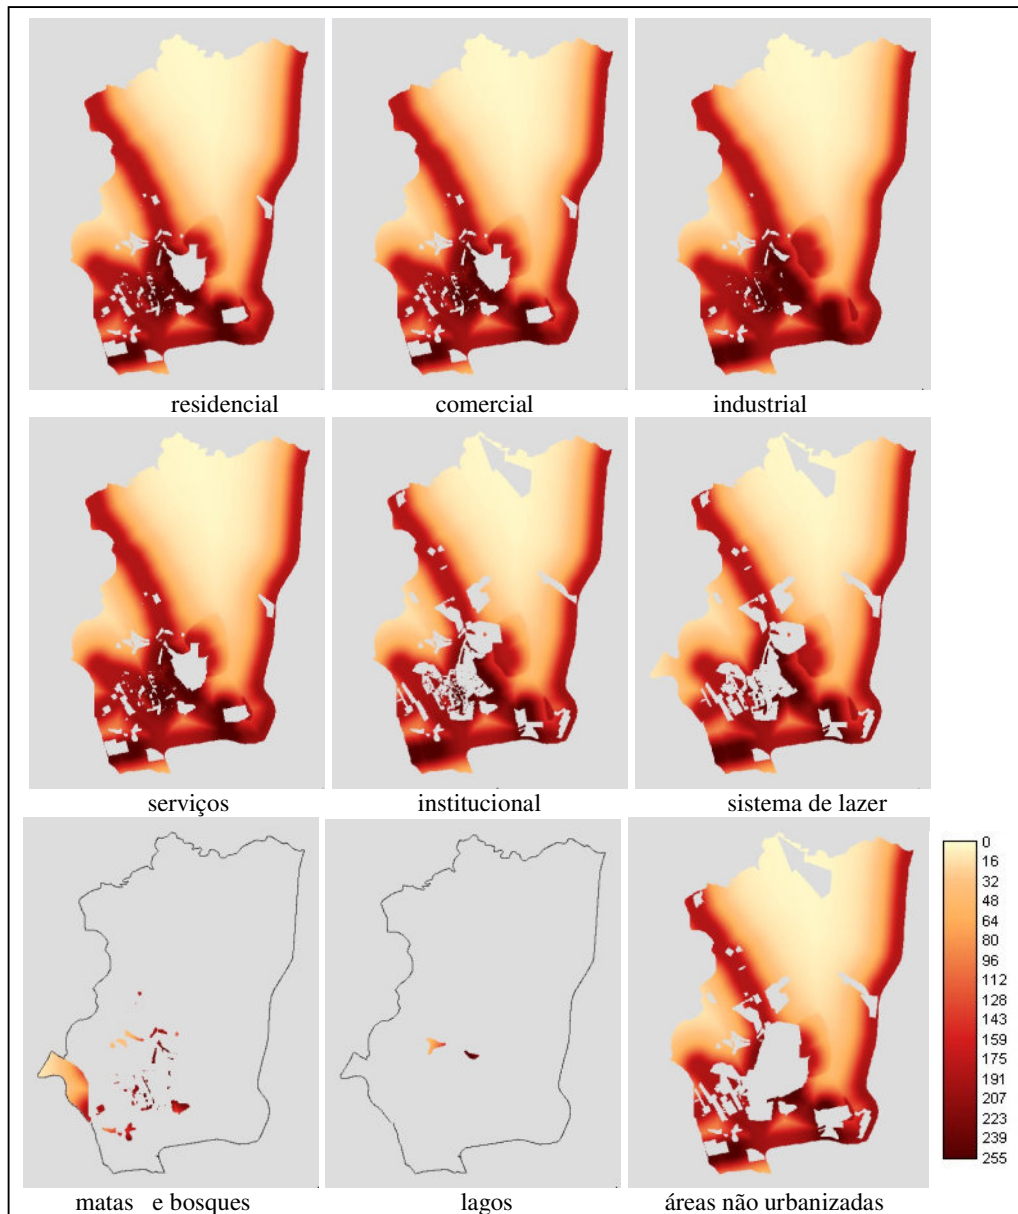 residencial
comercial
industrial
serviços
institucional
sistema de lazer
0
16
32
48
64
80
96
112
128
143
159
175
191
207
223
239
255
matas e bosques
lagos
áreas não urbanizadas